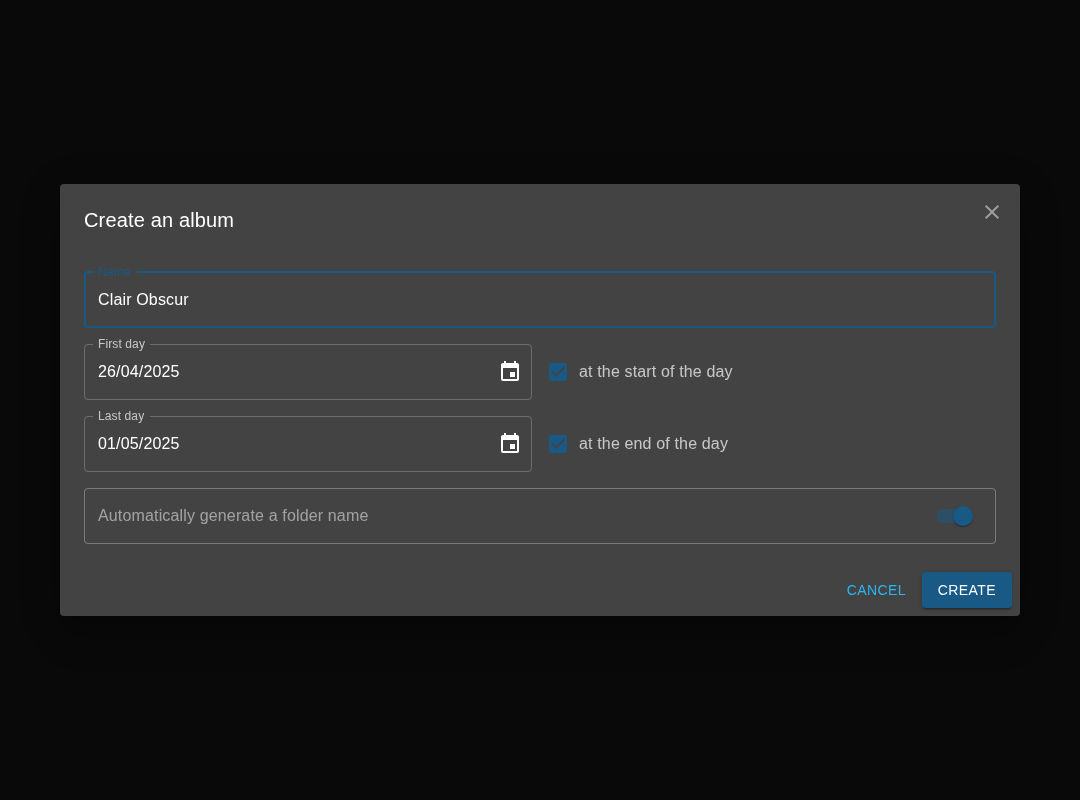 Create an album
Name
Clair Obscur
First day
26/04/2025
at the start of the day
Last day
01/05/2025
at the end of the day
Automatically generate a folder name
CANCEL
CREATE